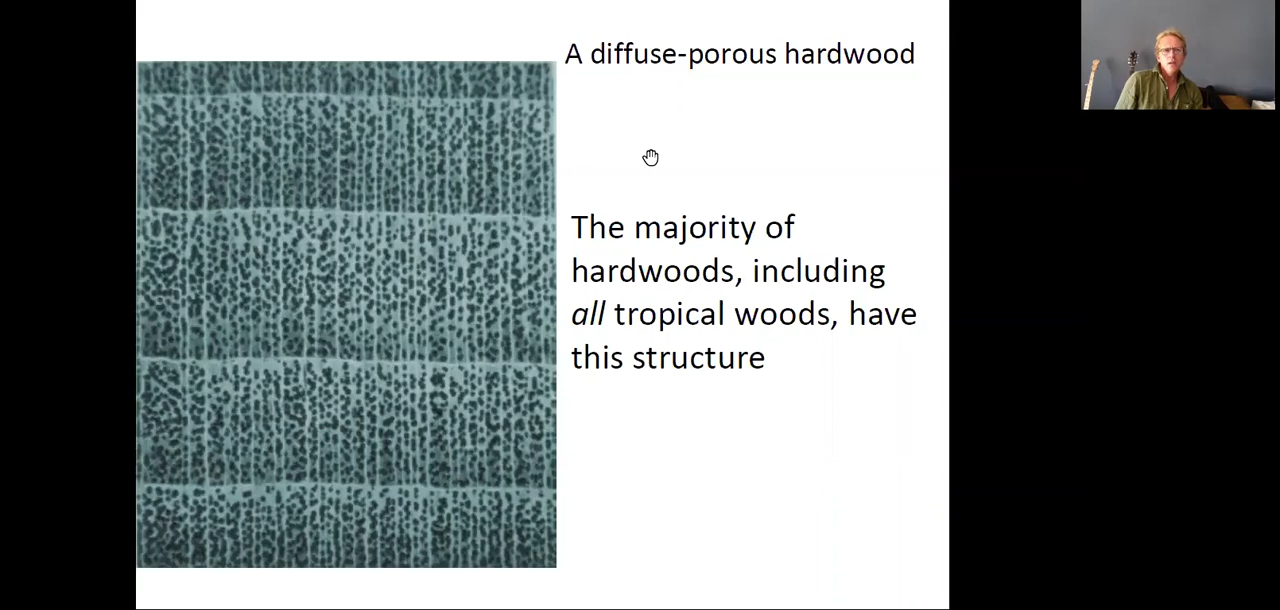 A diffuse-porous hardwood
The majority of
hardwoods, including
all tropical woods, have
this structure